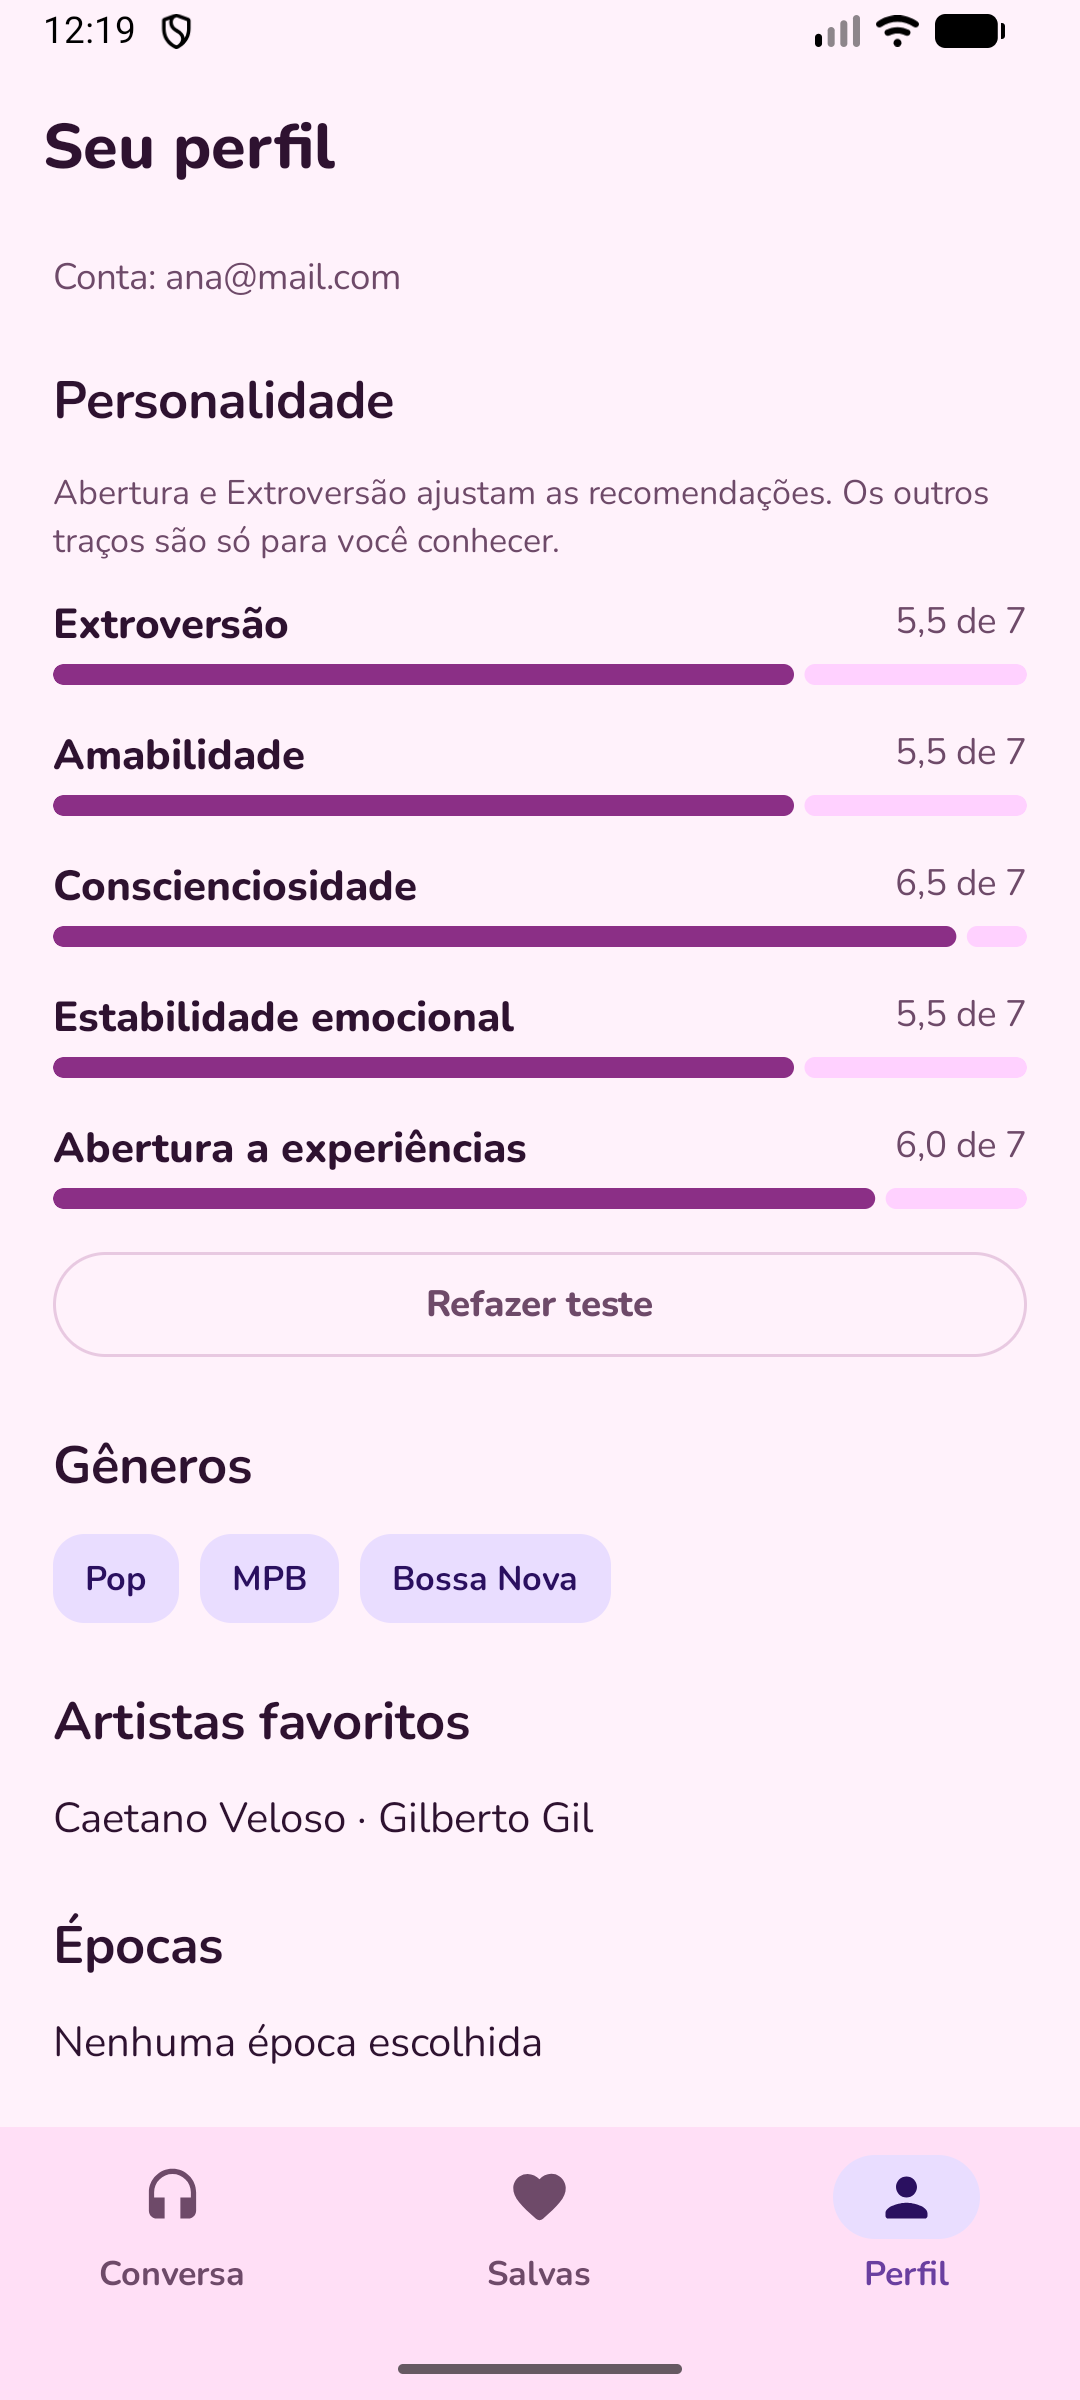 12:19
Seu perfil
Conta: ana@mail.com
Personalidade
Abertura e Extroversão ajustam as recomendações. Os outros
traços são só para você conhecer.
Extroversão 5,5 de 7
Amabilidade 5,5 de 7
Conscienciosidade 6,5 de 7
Estabilidade emocional 5,5 de 7
Abertura a experiências 6,0 de 7
Refazer teste
Gêneros
Pop MPB Bossa Nova
Artistas favoritos
Caetano Veloso · Gilberto Gil
Épocas
Nenhuma época escolhida
Conversa Salvas Perfil